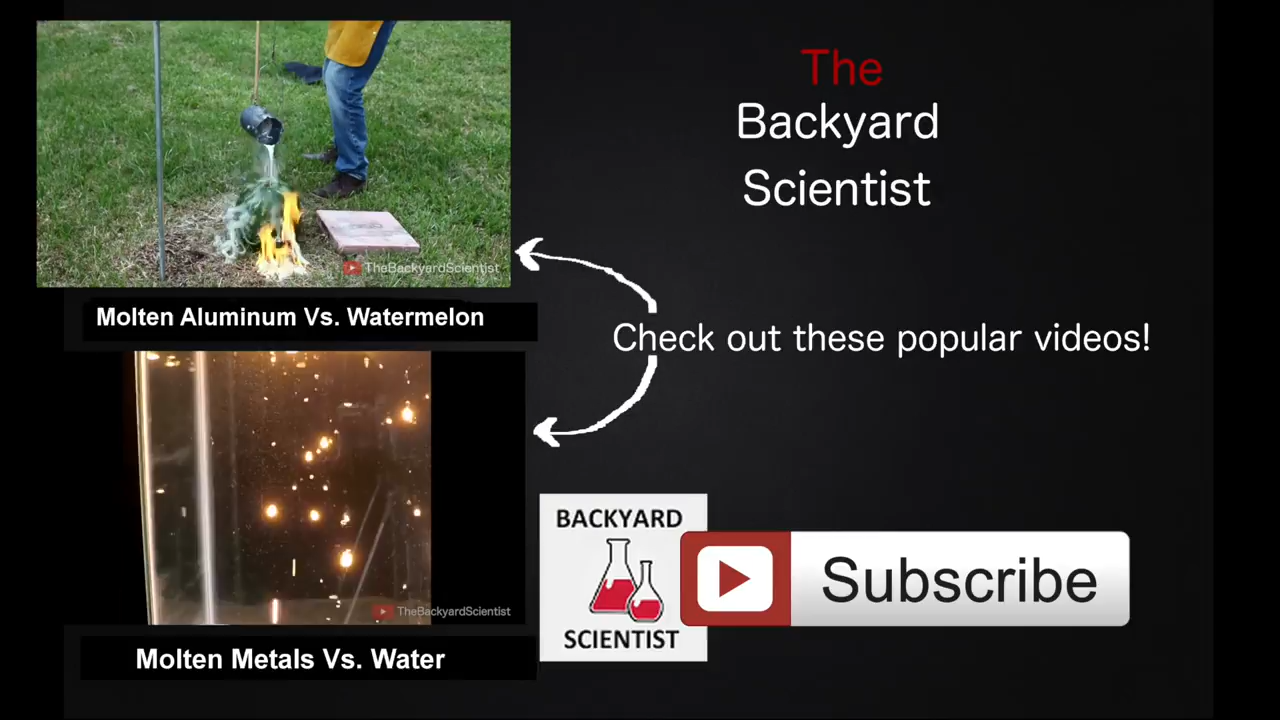 The
Backyard
Scientist
TheBackyardScientist
Molten Aluminum Vs. Watermelon
Check out these popular videos!
TheBackyardScientist
Molten Metals Vs. Water
BACKYARD
SCIENTIST
Subscribe